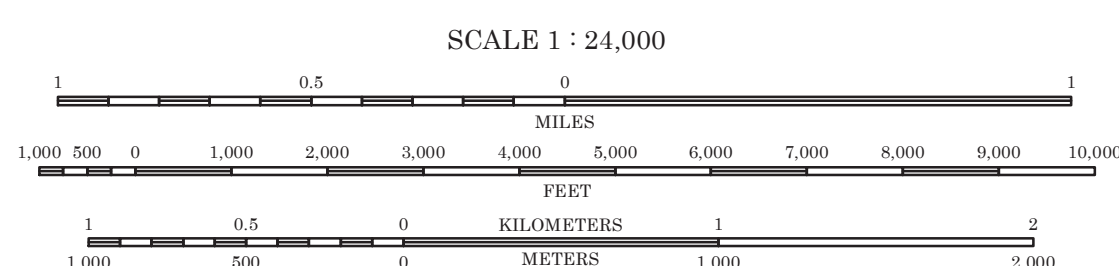 SCALE 1 : 24,000
1 0.5 0 1
MILES
1,000 500 0 1,000 2,000 3,000 4,000 5,000 6,000 7,000 8,000 9,000 10,000
FEET
1 0.5 0 KILOMETERS 1 2
1,000 500 0 METERS 1,000 2,000